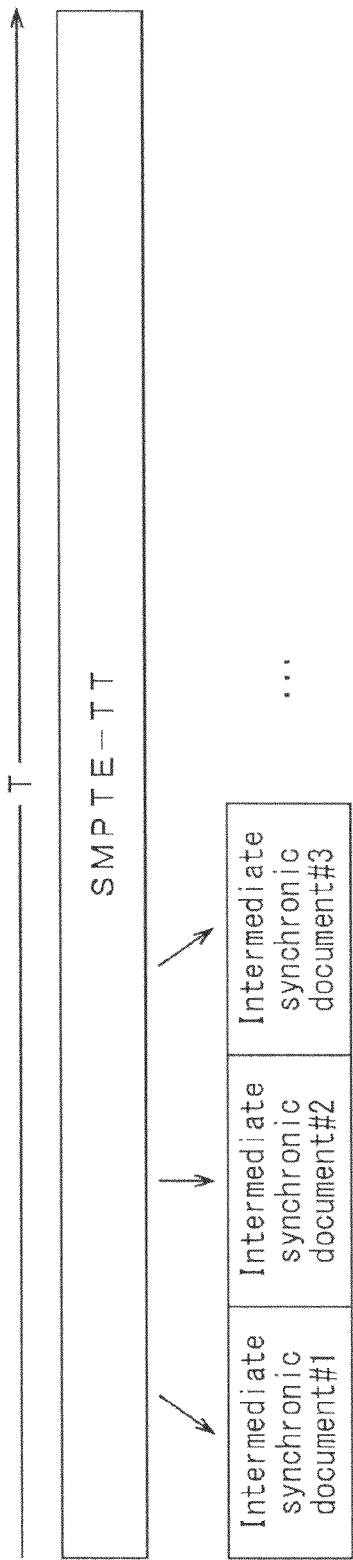 T
SMPTE-TT
Intermediate
synchronic
document#1
Intermediate
synchronic
document#2
Intermediate
synchronic
document#3
...